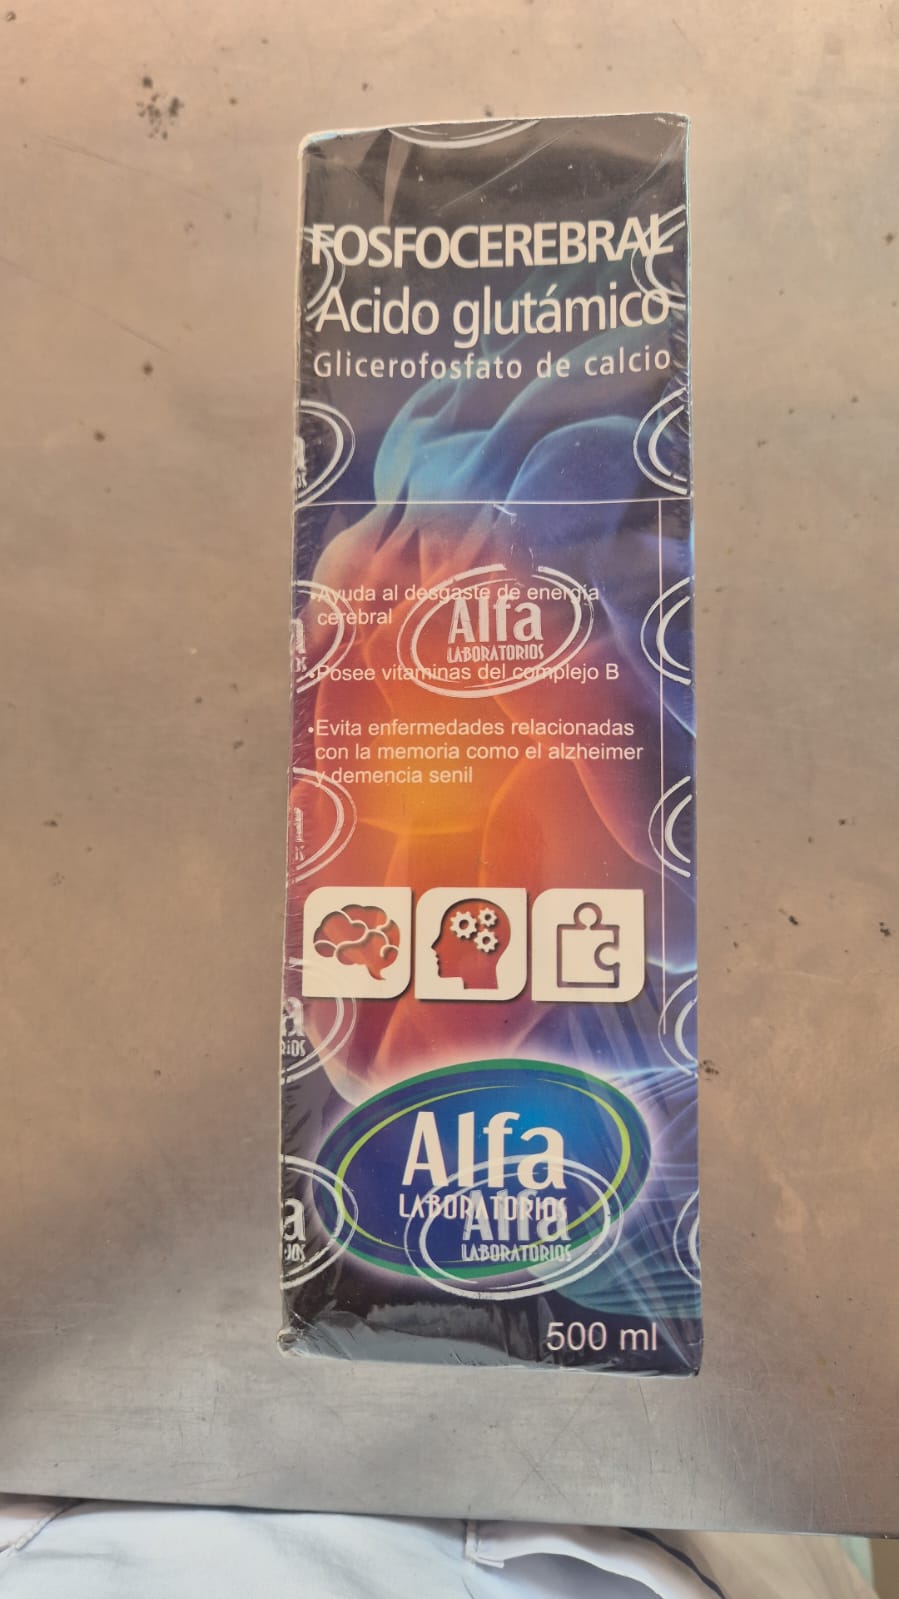 FOSFOCEREBRAL
Acido glutámico
Glicerofosfato de calcio
•Ayuda al desgaste de energía
cerebral
Alfa
LABORATORIOS
•Posee vitaminas del complejo B
•Evita enfermedades relacionadas
con la memoria como el alzheimer
y demencia senil
Alfa
LABORATORIOS
Alfa
LABORATORIOS
500 ml